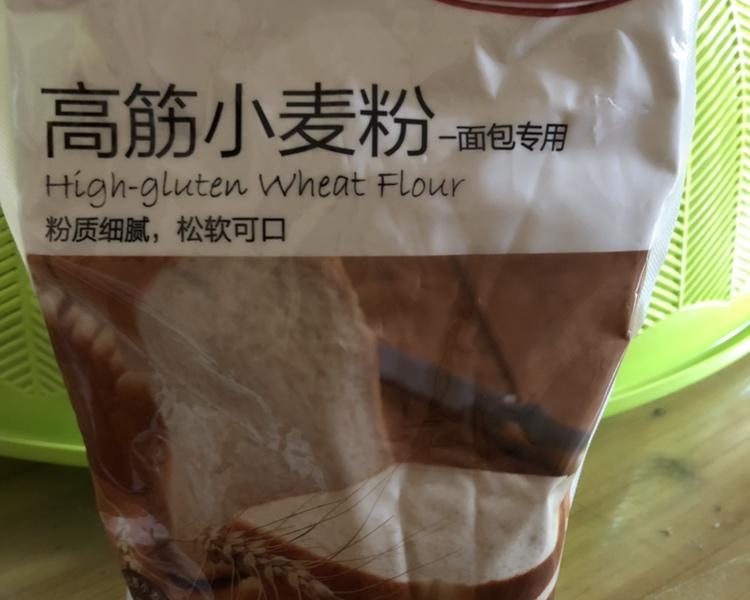 高筋小麦粉-面包专用
High-gluten Wheat Flour
粉质细腻，松软可口